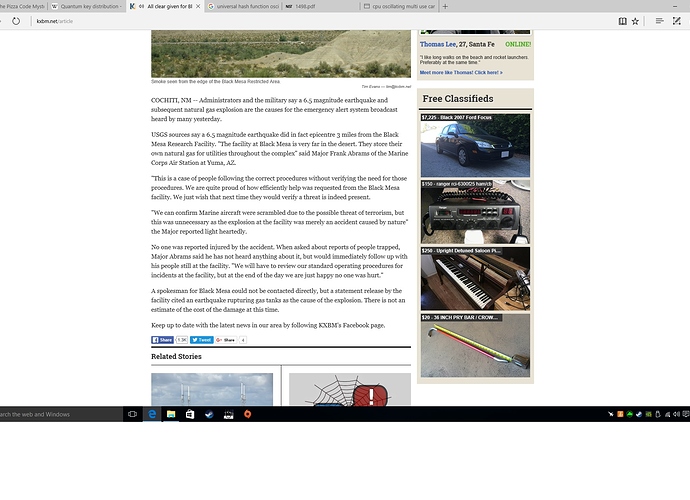 he Pizza Code Myste
Quantum key distribution -
All clear given for Bl
universal hash function osci
1498.pdf
cpu oscillating multi use car
kxbm.net/article
Smoke seen from the edge of the Black Mesa Restricted Area
Tim Evans — tim@kxbm.net
COCHITI, NM -- Administrators and the military say a 6.5 magnitude earthquake and
subsequent natural gas explosion are the causes for the emergency alert system broadcast
heard by many yesterday.
USGS sources say a 6.5 magnitude earthquake did in fact epicentre 3 miles from the Black
Mesa Research Facility. "The facility at Black Mesa is very far in the desert. They store their
own natural gas for utilities throughout the complex" said Major Frank Abrams of the Marine
Corps Air Station at Yuma, AZ.
"This is a case of people following the correct procedures without verifying the need for those
procedures. We are quite proud of how efficiently help was requested from the Black Mesa
facility. We just wish that next time they would verify a threat is indeed present.
"We can confirm Marine aircraft were scrambled due to the possible threat of terrorism, but
this was unnecessary as the explosion at the facility was merely an accident caused by nature"
the Major reported light heartedly.
No one was reported injured by the accident. When asked about reports of people trapped,
Major Abrams said he has not heard anything about it, but would immediately follow up with
his people still at the facility. "We will have to review our standard operating procedures for
incidents at the facility, but at the end of the day we are just happy no one was hurt."
A spokesman for Black Mesa could not be contacted directly, but a statement release by the
facility cited an earthquake rupturing gas tanks as the cause of the explosion. There is not an
estimate of the cost of the damage at this time.
Keep up to date with the latest news in our area by following KXBM's Facebook page.
Share
1.3K
Tweet
Share
4
Related Stories
Thomas Lee, 27, Santa Fe
ONLINE!
"I like long walks on the beach and rocket launchers.
Preferably at the same time."
Meet more like Thomas! Click here! »
Free Classifieds
$7,225 - Black 2007 Ford Focus
$150 - ranger rci-6300f25 ham/cb
$250 - Upright Detuned Saloon Pi...
$20 - 36 INCH PRY BAR / CROW...
arch the web and Windows